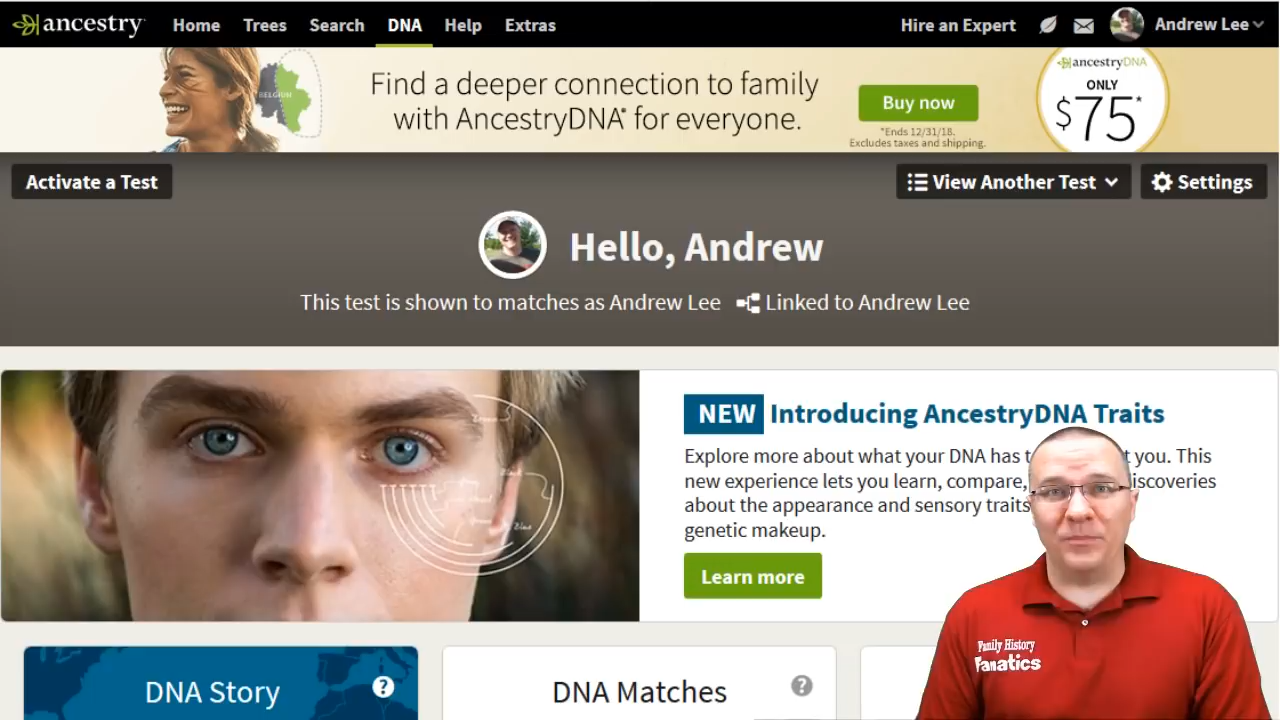 ancestry Home Trees Search DNA Help Extras Hire an Expert Andrew Lee
BELGIUM
Find a deeper connection to family
with AncestryDNA® for everyone.
Buy now
*Ends 12/31/18.
Excludes taxes and shipping.
ancestryDNA
ONLY
$75*
Activate a Test
View Another Test
Settings
Hello, Andrew
This test is shown to matches as Andrew Lee Linked to Andrew Lee
NEW Introducing AncestryDNA Traits
Explore more about what your DNA has you. This
new experience lets you learn, compare,
about the appearance and sensory traits
genetic makeup.
Learn more
Family History
Fanatics
DNA Story ?
DNA Matches ?